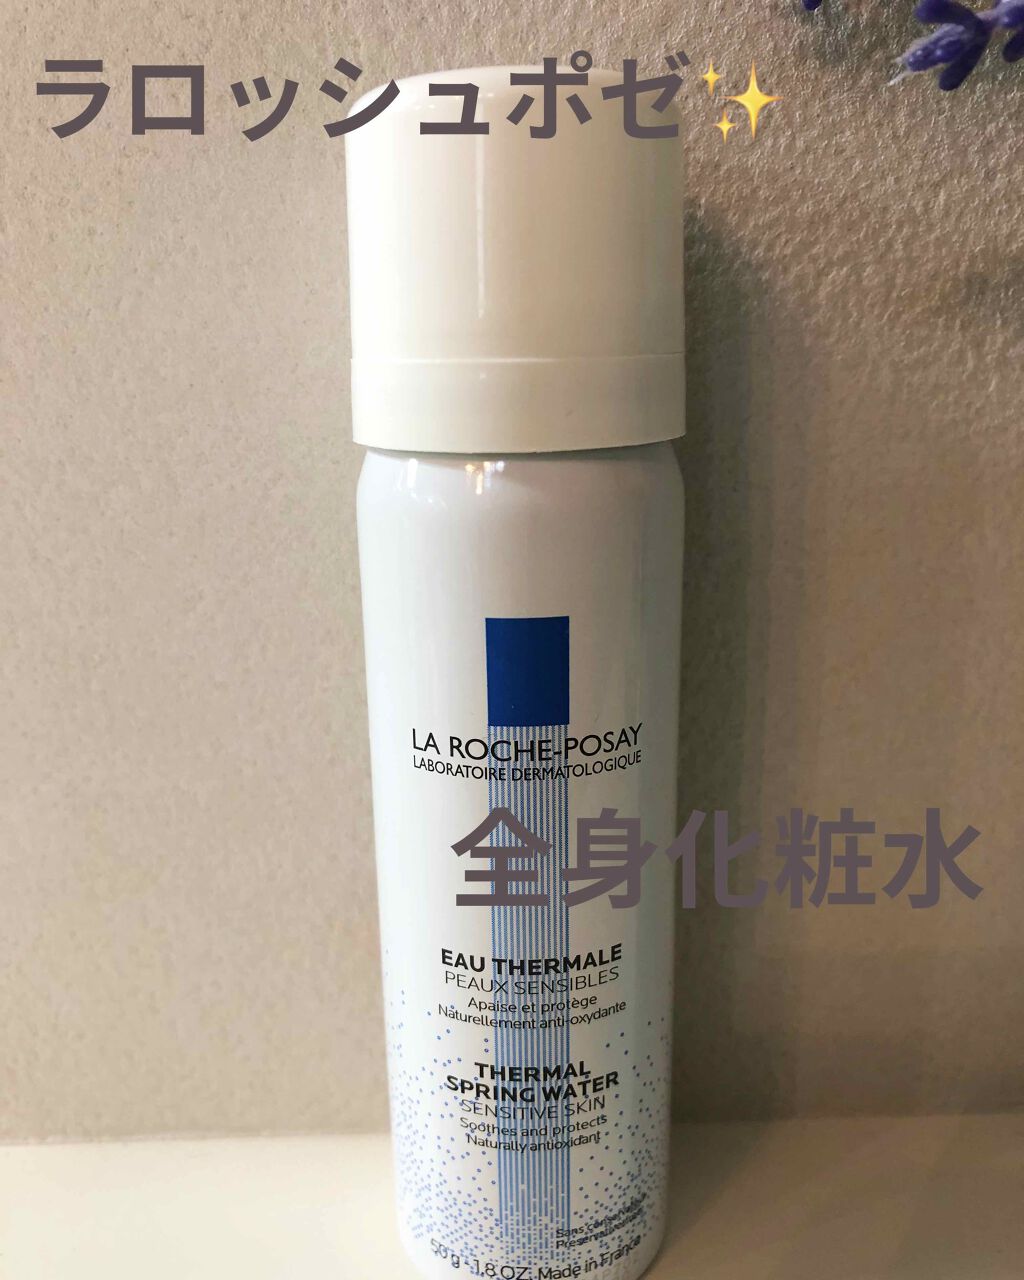 ラロッシュポゼ✨
LA ROCHE-POSAY
LABORATOIRE DERMATOLOGIQUE
全身化粧水
EAU THERMALE
PEAUX SENSIBLES
Apaise et protège
Naturellement anti-oxydante
THERMAL
SPRING WATER
SENSITIVE SKIN
Soothes and protects
Naturally antioxidant
Sans
50 g - 1.8 OZ. Made in France